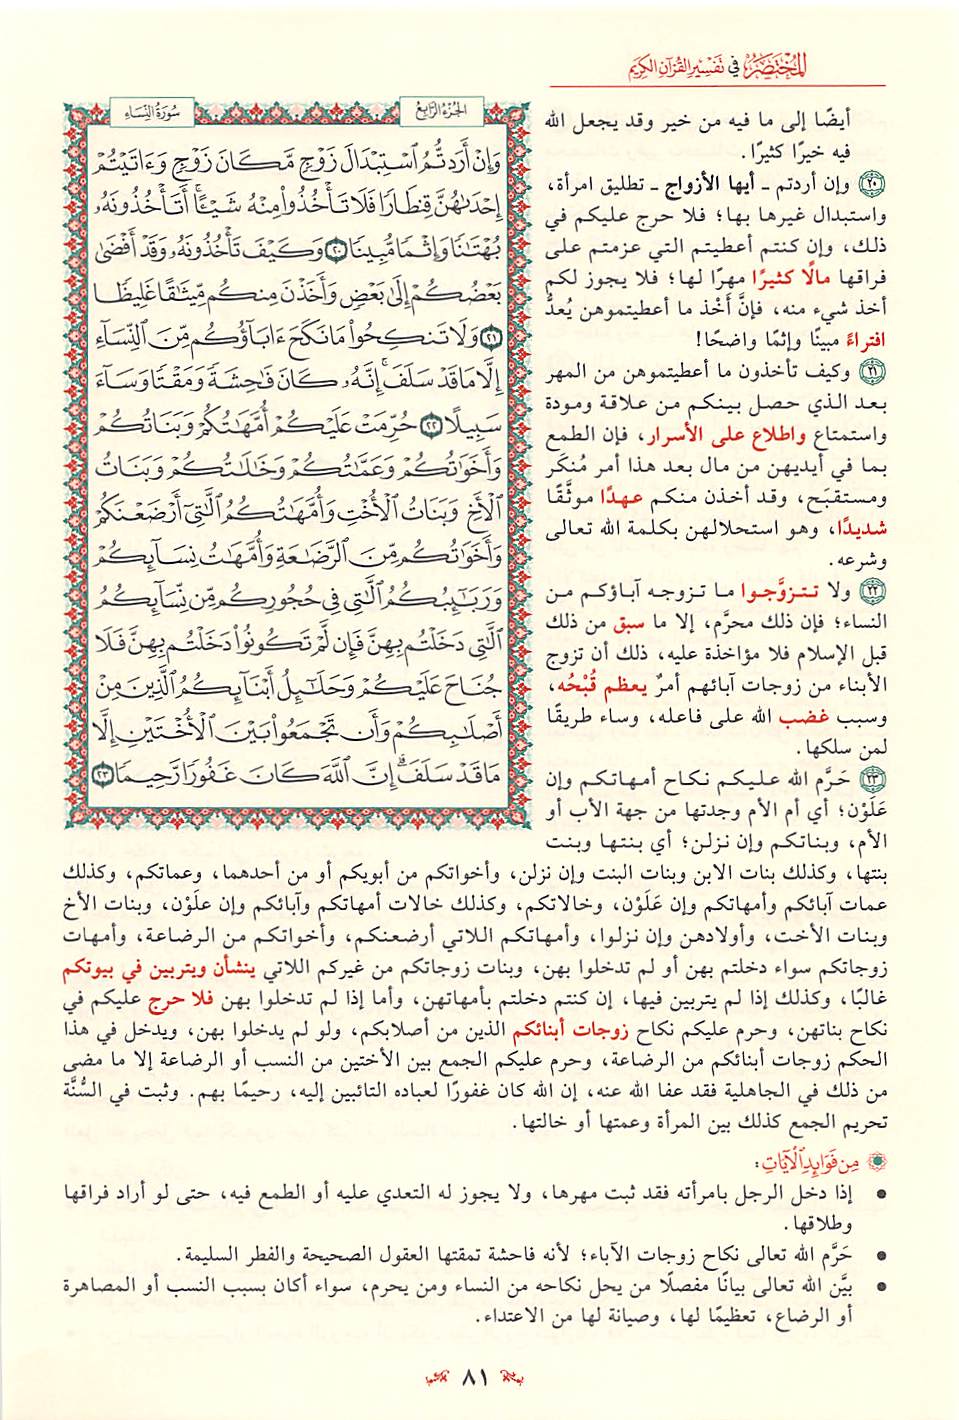 المختصر في تفسير القرآن الكريم
الجزء الرابع
سورة النساء
وَإِنْ أَرَدتُّمُ ٱسْتِبْدَالَ زَوْجٍ مَّكَانَ زَوْجٍ وَءَاتَيْتُمْ
إِحْدَىٰهُنَّ قِنطَارًا فَلَا تَأْخُذُوا۟ مِنْهُ شَيْـًٔا ۚ أَتَأْخُذُونَهُۥ
بُهْتَـٰنًا وَإِثْمًا مُّبِينًا ٢٠ وَكَيْفَ تَأْخُذُونَهُۥ وَقَدْ أَفْضَىٰ
بَعْضُكُمْ إِلَىٰ بَعْضٍ وَأَخَذْنَ مِنكُم مِّيثَـٰقًا غَلِيظًا
٢١ وَلَا تَنكِحُوا۟ مَا نَكَحَ ءَابَآؤُكُم مِّنَ ٱلنِّسَآءِ
إِلَّا مَا قَدْ سَلَفَ ۚ إِنَّهُۥ كَانَ فَـٰحِشَةً وَمَقْتًا وَسَآءَ
سَبِيلًا ٢٢ حُرِّمَتْ عَلَيْكُمْ أُمَّهَـٰتُكُمْ وَبَنَاتُكُمْ
وَأَخَوَٰتُكُمْ وَعَمَّـٰتُكُمْ وَخَـٰلَـٰتُكُمْ وَبَنَاتُ
ٱلْأَخِ وَبَنَاتُ ٱلْأُخْتِ وَأُمَّهَـٰتُكُمُ ٱلَّـٰتِىٓ أَرْضَعْنَكُمْ
وَأَخَوَٰتُكُم مِّنَ ٱلرَّضَـٰعَةِ وَأُمَّهَـٰتُ نِسَآئِكُمْ
وَرَبَـٰٓئِبُكُمُ ٱلَّـٰتِى فِى حُجُورِكُم مِّن نِّسَآئِكُمُ
ٱلَّـٰتِى دَخَلْتُم بِهِنَّ فَإِن لَّمْ تَكُونُوا۟ دَخَلْتُم بِهِنَّ فَلَا
جُنَاحَ عَلَيْكُمْ وَحَلَـٰٓئِلُ أَبْنَآئِكُمُ ٱلَّذِينَ مِنْ
أَصْلَـٰبِكُمْ وَأَن تَجْمَعُوا۟ بَيْنَ ٱلْأُخْتَيْنِ إِلَّا
مَا قَدْ سَلَفَ ۗ إِنَّ ٱللَّهَ كَانَ غَفُورًا رَّحِيمًا ٢٣
أيضًا إلى ما فيه من خير وقد يجعل الله
فيه خيرًا كثيرًا.
٢٠ وإن أردتم ـ أيها الأزواج ـ تطليق امرأة،
واستبدال غيرها بها؛ فلا حرج عليكم في
ذلك، وإن كنتم أعطيتم التي عزمتم على
فراقها مالًا كثيرًا مهرًا لها؛ فلا يجوز لكم
أخذ شيء منه، فإنَّ أَخْذ ما أعطيتموهن يُعدُّ
افتراءً مبينًا وإثمًا واضحًا!
٢١ وكيف تأخذون ما أعطيتموهن من المهر
بعد الذي حصل بينكم من علاقة ومودة
واستمتاع واطلاع على الأسرار، فإن الطمع
بما في أيديهن من مال بعد هذا أمر مُنكَر
ومستقبَح، وقد أخذن منكم عهدًا موثَّقًا
شديدًا، وهو استحلالهن بكلمة الله تعالى
وشرعه.
٢٢ ولا تتزوَّجوا ما تزوجه آباؤكم من
النساء؛ فإن ذلك محرَّم، إلا ما سبق من ذلك
قبل الإسلام فلا مؤاخذة عليه، ذلك أن تزوج
الأبناء من زوجات آبائهم أمرٌ يعظم قُبْحُه،
وسبب غضب الله على فاعله، وساء طريقًا
لمن سلكها.
٢٣ حَرَّم الله عليكم نكاح أمهاتكم وإن
عَلَوْن؛ أي أم الأم وجدتها من جهة الأب أو
الأم، وبناتكم وإن نزلن؛ أي بنتها وبنت
بنتها، وكذلك بنات الابن وبنات البنت وإن نزلن، وأخواتكم من أبويكم أو من أحدهما، وعماتكم، وكذلك
عمات آبائكم وأمهاتكم وإن عَلَوْن، وخالاتكم، وكذلك خالات أمهاتكم وآبائكم وإن علَوْن، وبنات الأخ
وبنات الأخت، وأولادهن وإن نزلوا، وأمهاتكم اللاتي أرضعنكم، وأخواتكم من الرضاعة، وأمهات
زوجاتكم سواء دخلتم بهن أو لم تدخلوا بهن، وبنات زوجاتكم من غيركم اللاتي ينشأن ويتربين في بيوتكم
غالبًا، وكذلك إذا لم يتربين فيها، إن كنتم دخلتم بأمهاتهن، وأما إذا لم تدخلوا بهن فلا حرج عليكم في
نكاح بناتهن، وحرم عليكم نكاح زوجات أبنائكم الذين من أصلابكم، ولو لم يدخلوا بهن، ويدخل في هذا
الحكم زوجات أبنائكم من الرضاعة، وحرم عليكم الجمع بين الأختين من النسب أو الرضاعة إلا ما مضى
من ذلك في الجاهلية فقد عفا الله عنه، إن الله كان غفورًا لعباده التائبين إليه، رحيمًا بهم. وثبت في السُّنَّة
تحريم الجمع كذلك بين المرأة وعمتها أو خالتها.
مِن فَوَائِدِ الْآيَاتِ:
• إذا دخل الرجل بامرأته فقد ثبت مهرها، ولا يجوز له التعدي عليه أو الطمع فيه، حتى لو أراد فراقها
وطلاقها.
• حَرَّم الله تعالى نكاح زوجات الآباء؛ لأنه فاحشة تمقتها العقول الصحيحة والفطر السليمة.
• بيَّن الله تعالى بيانًا مفصلًا من يحل نكاحه من النساء ومن يحرم، سواء أكان بسبب النسب أو المصاهرة
أو الرضاع، تعظيمًا لها، وصيانة لها من الاعتداء.
٨١